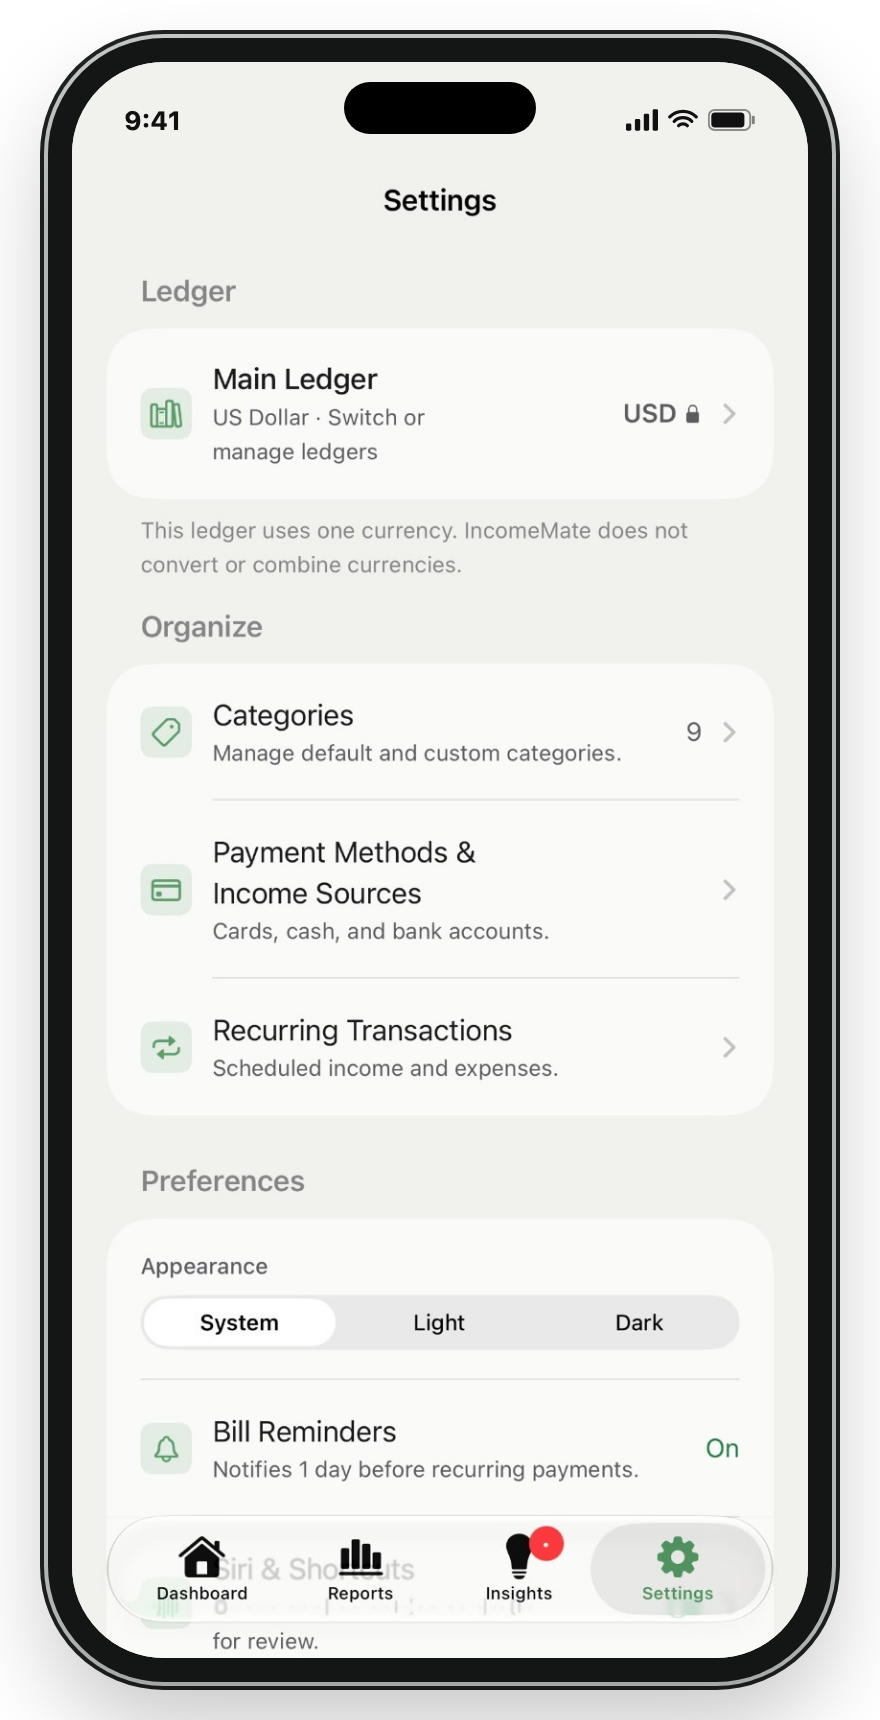 9:41
Settings
Ledger
Main Ledger
US Dollar · Switch or
manage ledgers
USD
This ledger uses one currency. IncomeMate does not
convert or combine currencies.
Organize
Categories
Manage default and custom categories.
9
Payment Methods &
Income Sources
Cards, cash, and bank accounts.
Recurring Transactions
Scheduled income and expenses.
Preferences
Appearance
System Light Dark
Bill Reminders
Notifies 1 day before recurring payments.
On
Siri & Shortcuts
Dashboard Reports Insights Settings
for review.